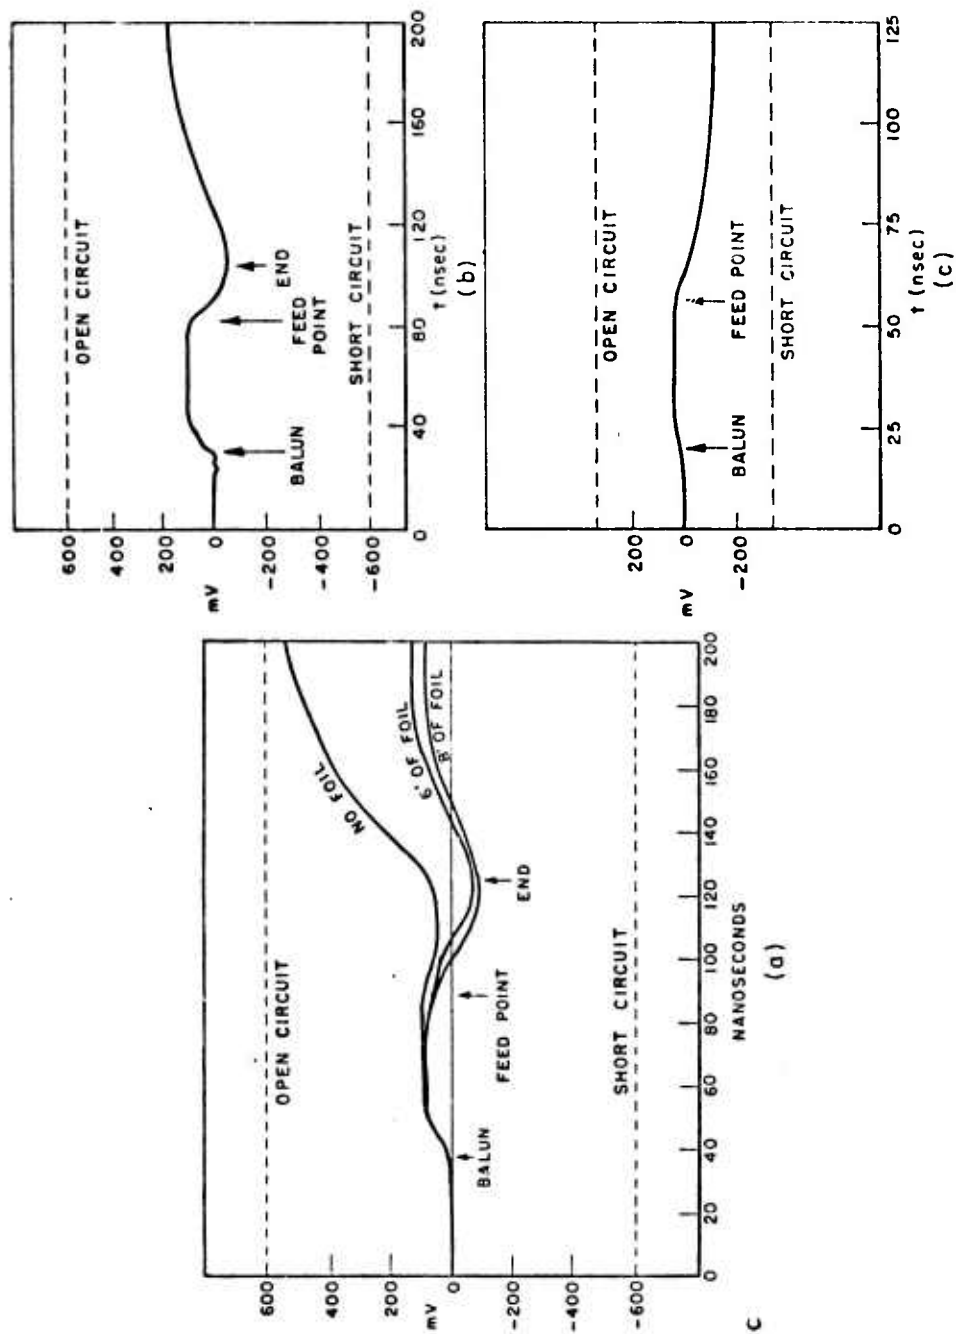 OPEN CIRCUIT
NO FOIL
6' OF FOIL
8' OF FOIL
BALUN
FEED POINT
END
SHORT CIRCUIT
mV
600
400
200
0
-200
-400
-600
0
20
40
60
80
100
120
140
160
180
200
NANOSECONDS
(a)
C
OPEN CIRCUIT
BALUN
FEED
POINT
END
SHORT CIRCUIT
600
400
200
mV
0
-200
-400
-600
0
40
80
120
160
200
t (nsec)
(b)
OPEN CIRCUIT
BALUN
FEED POINT
SHORT CIRCUIT
200
mV
0
-200
0
25
50
75
100
125
t (nsec)
(c)